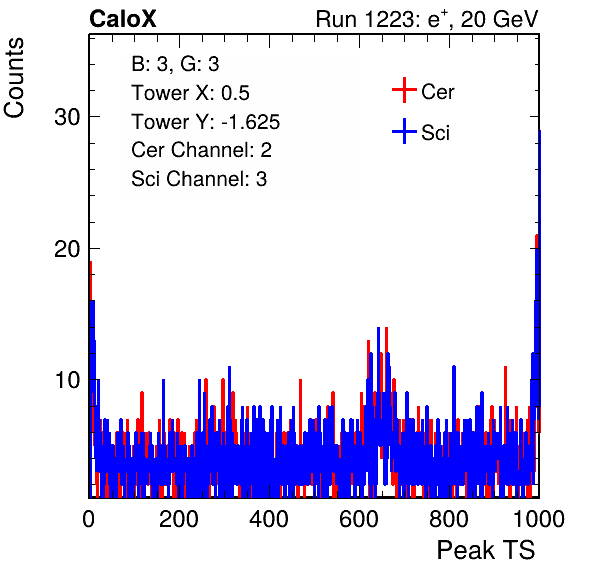 CaloX Run 1223: e⁺, 20 GeV
Counts
B: 3, G: 3
Tower X: 0.5
Tower Y: -1.625
Cer Channel: 2
Sci Channel: 3
Cer
Sci
30
20
10
0 200 400 600 800 1000
Peak TS